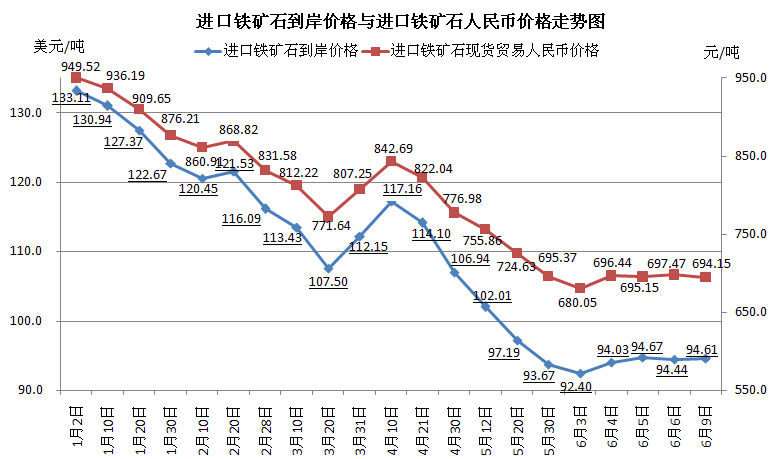 进口铁矿石到岸价格与进口铁矿石人民币价格走势图
美元/吨
元/吨
进口铁矿石到岸价格
进口铁矿石现货贸易人民币价格
130.0
120.0
110.0
100.0
90.0
950.0
850.0
750.0
650.0
550.0
949.52
936.19
909.65
876.21
860.91
868.82
831.58
812.22
771.64
807.25
842.69
822.04
776.98
755.86
724.63
695.37
680.05
696.44
695.15
697.47
694.15
133.11
130.94
127.37
122.67
120.45
121.53
116.09
113.43
107.50
112.15
117.16
114.10
106.94
102.01
97.19
93.67
92.40
94.03
94.67
94.44
94.61
1月2日
1月10日
1月20日
1月30日
2月10日
2月20日
2月28日
3月10日
3月20日
3月31日
4月10日
4月21日
4月30日
5月12日
5月20日
5月30日
6月3日
6月4日
6月5日
6月6日
6月9日